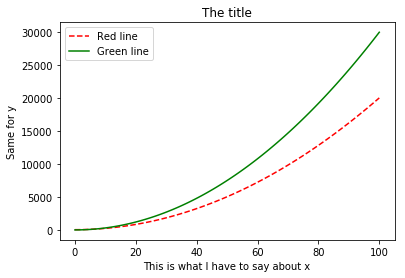 The title
Red line
Green line
30000
25000
20000
15000
10000
5000
0
Same for y
0 20 40 60 80 100
This is what I have to say about x